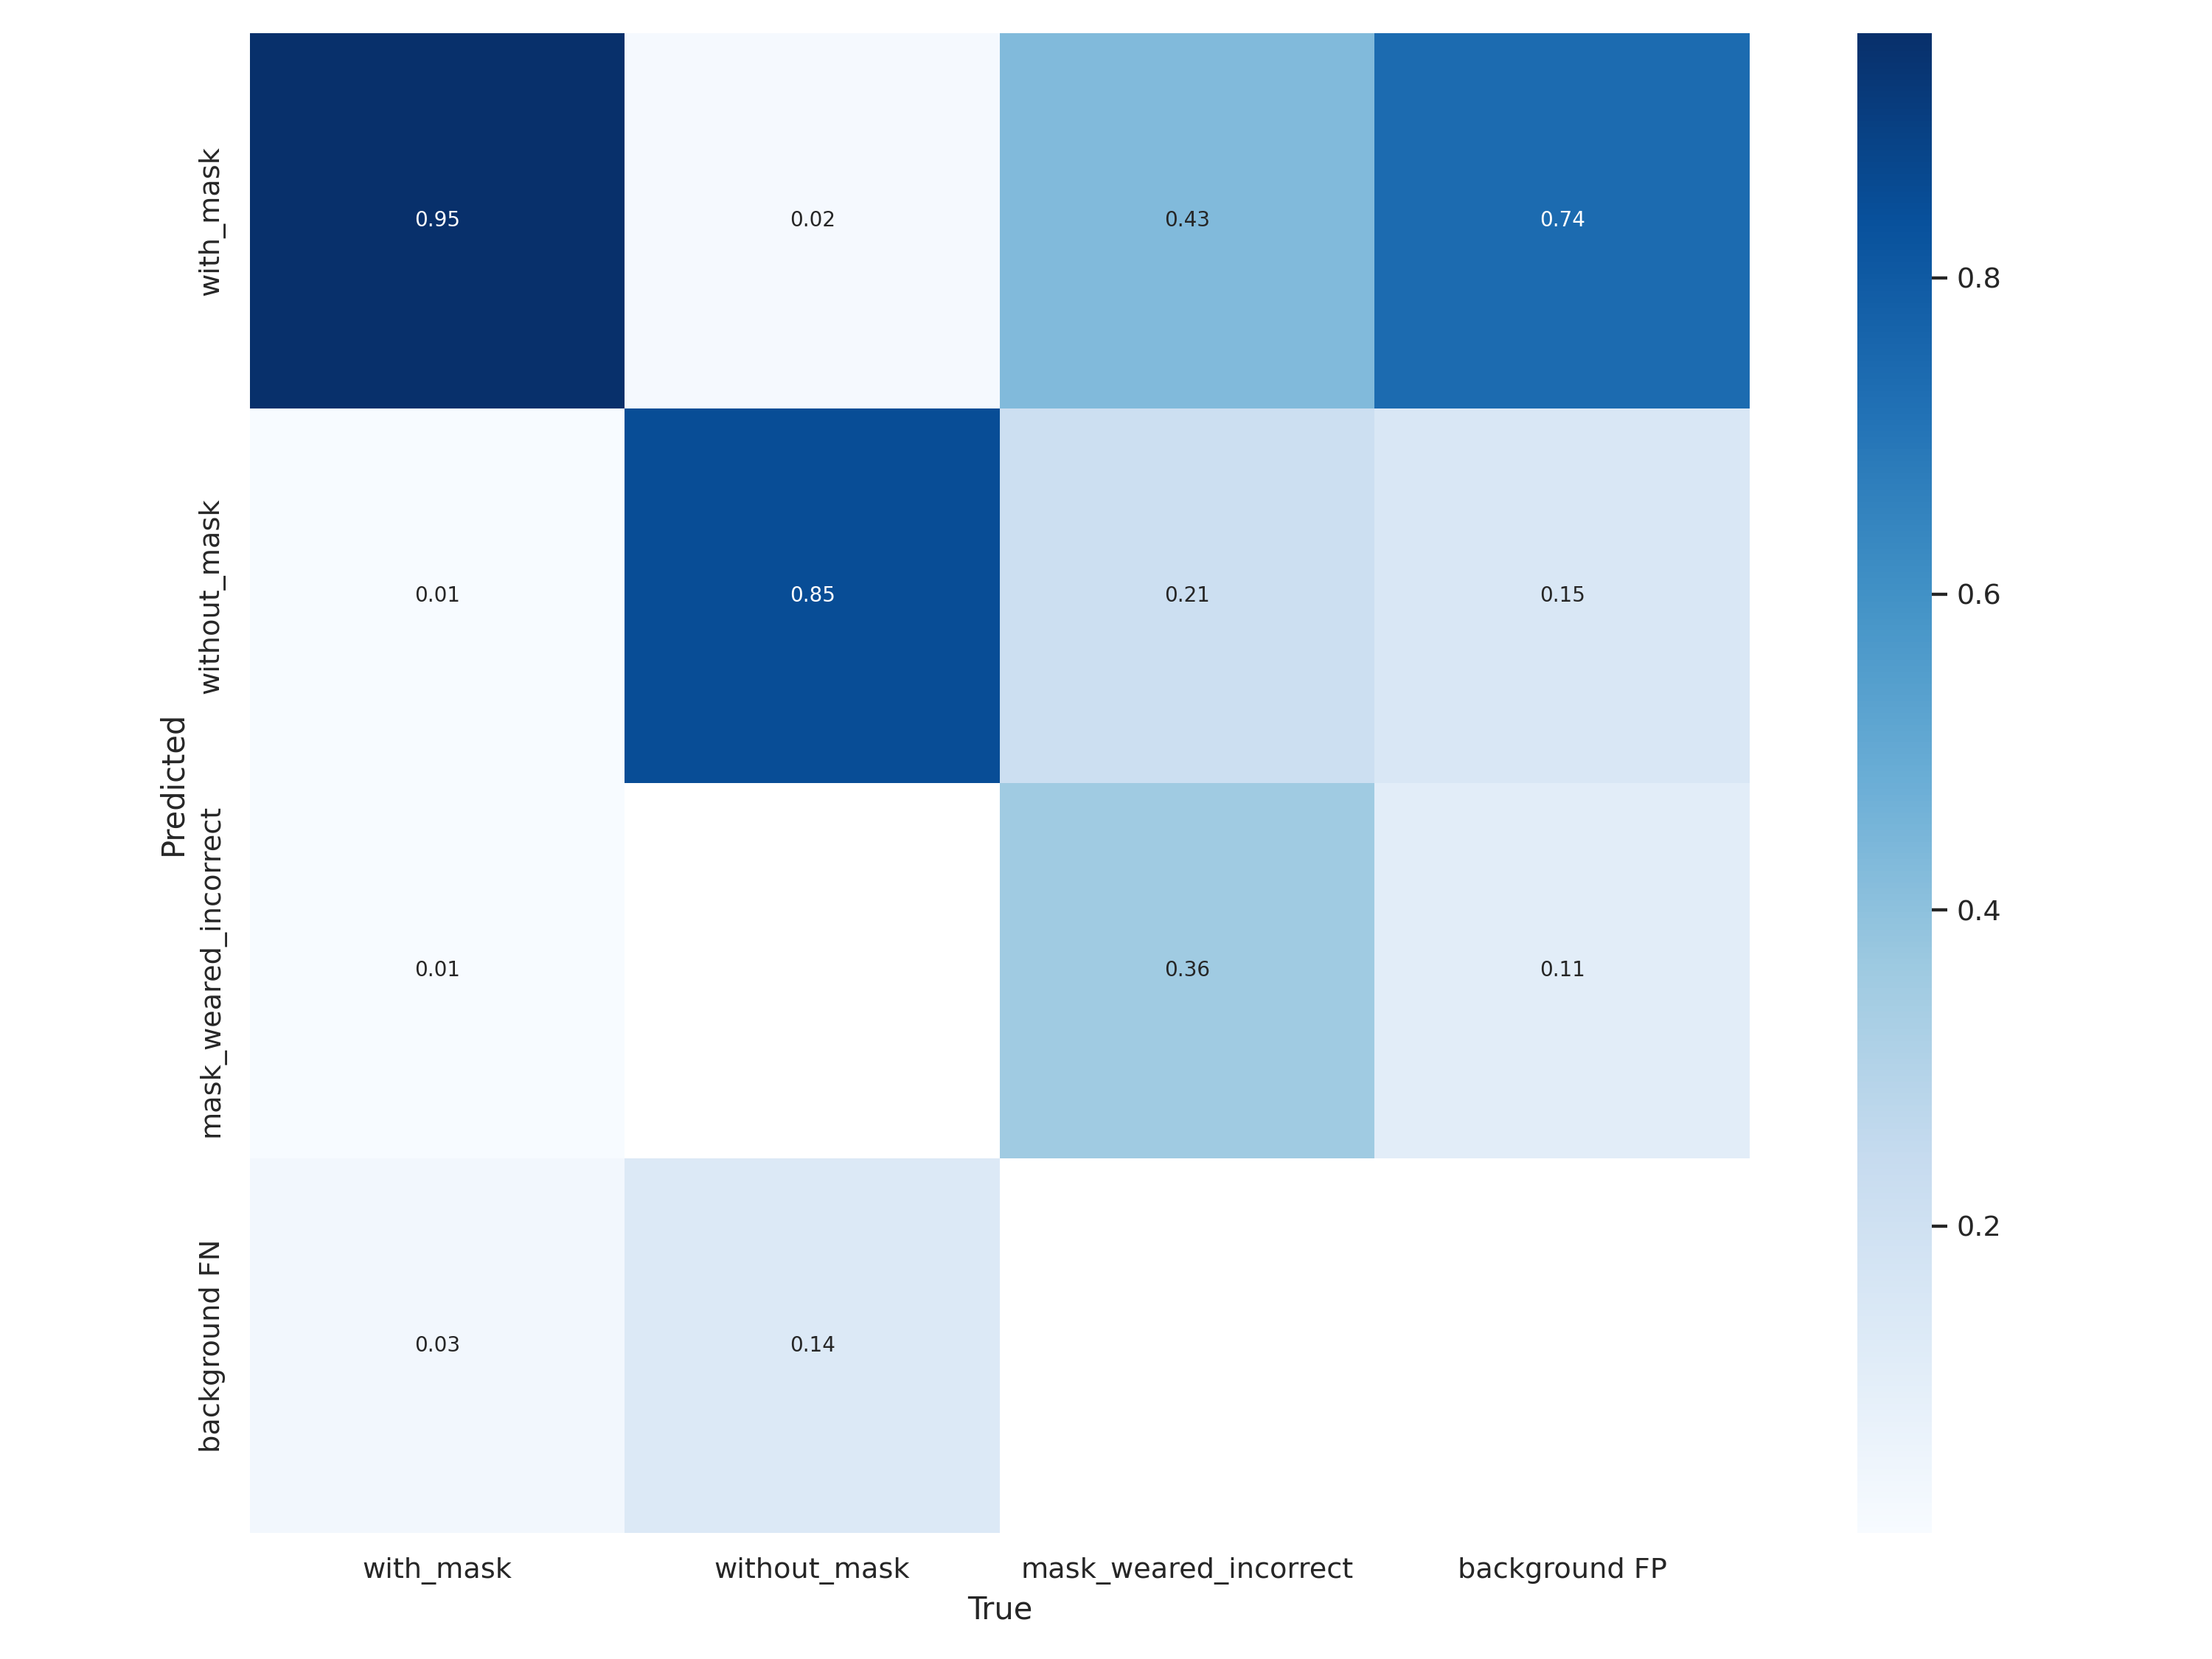 with_mask
0.95
0.02
0.43
0.74
0.8
without_mask
0.01
0.85
0.21
0.15
0.6
Predicted
mask_weared_incorrect
0.01
0.36
0.11
0.4
background FN
0.03
0.14
0.2
with_mask
without_mask
mask_weared_incorrect
background FP
True